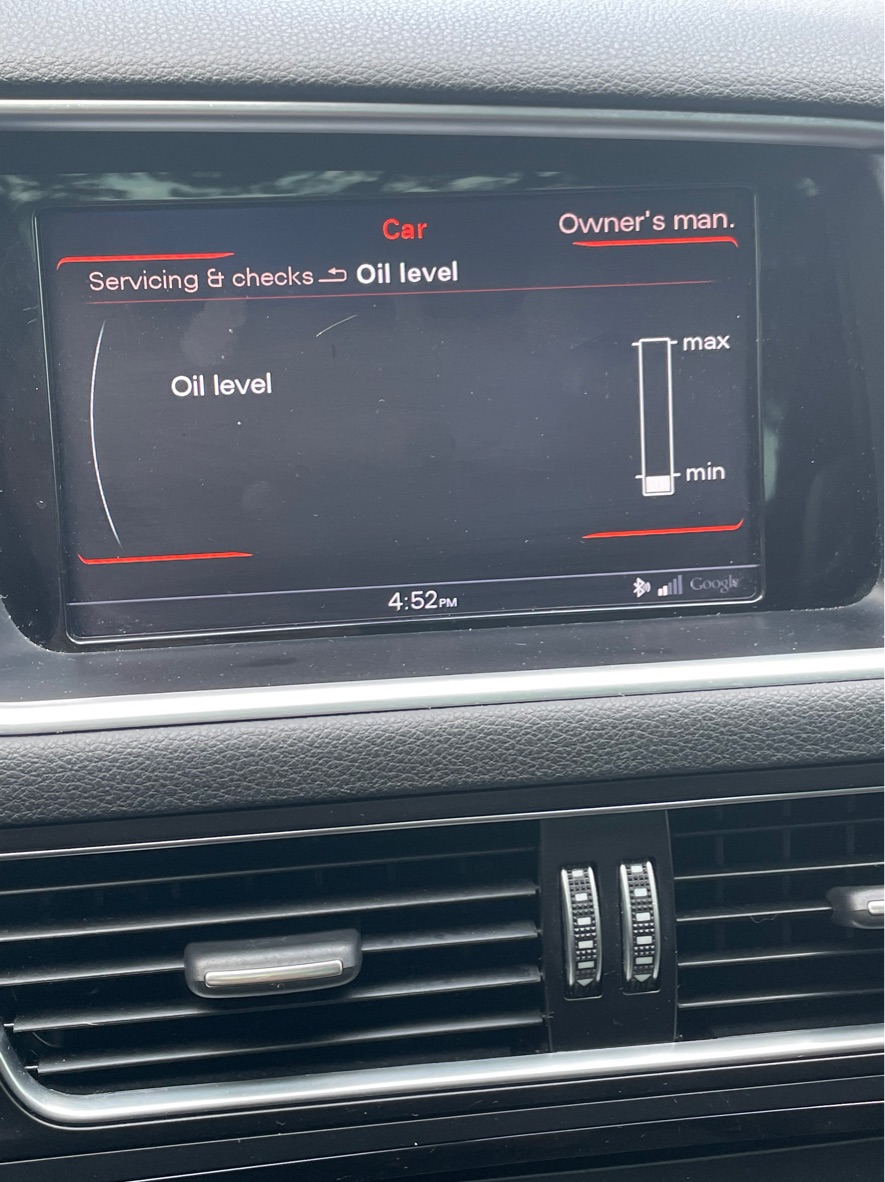 Car
Owner's man.
Servicing & checks Oil level
Oil level
max
min
4:52PM
Google